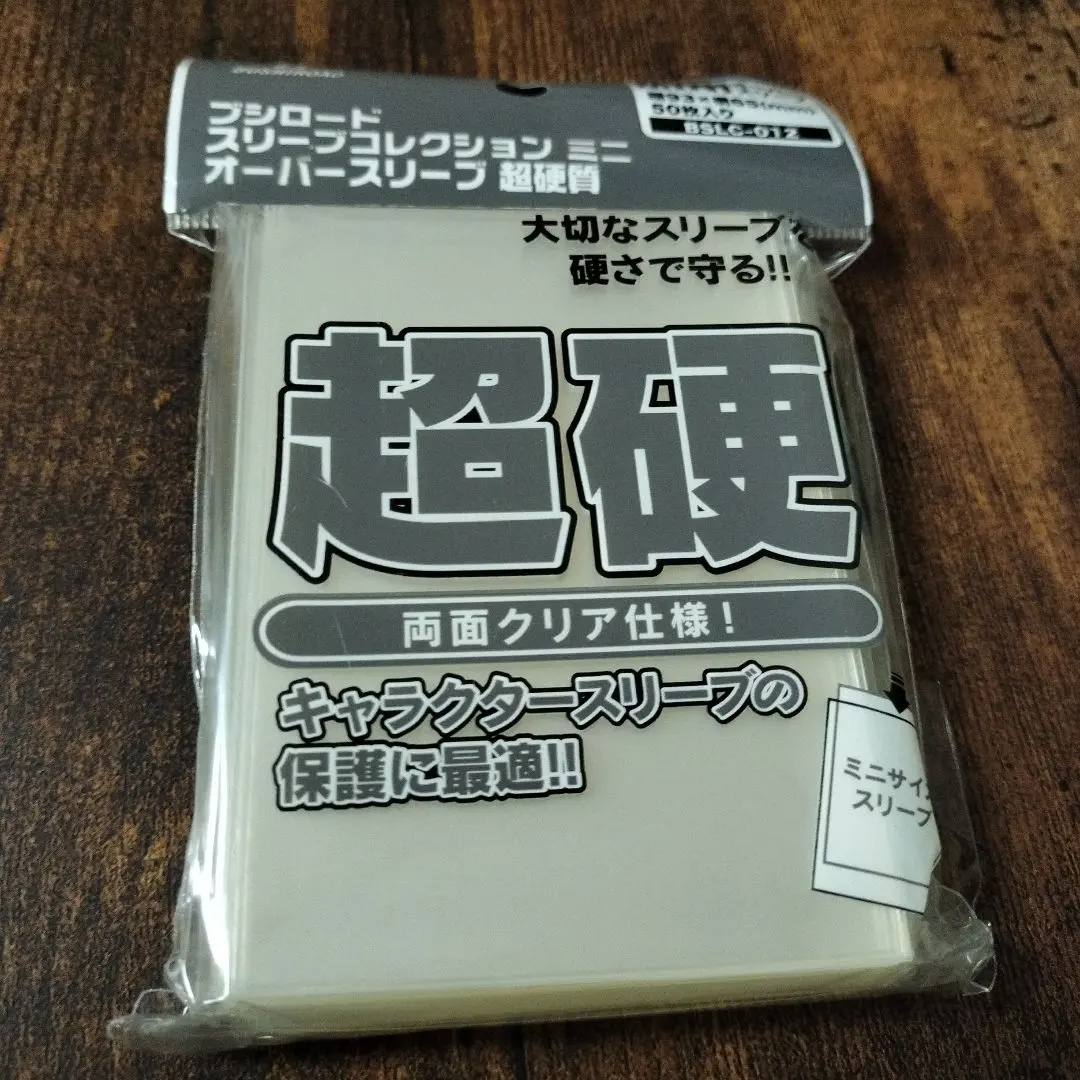 ブシロード
スリーブコレクション ミニ
オーバースリーブ 超硬質
50枚入り
BSLC-012
大切なスリーブを
硬さで守る!!
超硬
両面クリア仕様！
キャラクタースリーブの
保護に最適!!
ミニサイズ
スリーブ